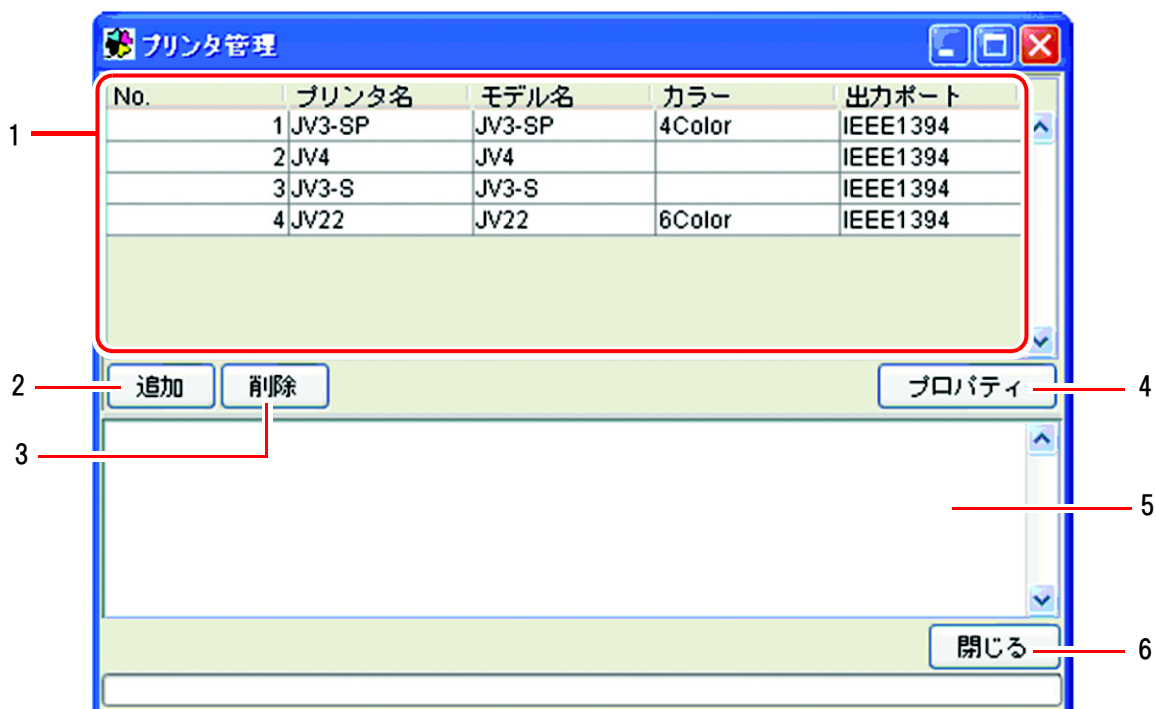 プリンタ管理
No. プリンタ名 モデル名 カラー 出力ポート
1 JV3-SP JV3-SP 4Color IEEE1394
2 JV4 JV4 IEEE1394
3 JV3-S JV3-S IEEE1394
4 JV22 JV22 6Color IEEE1394
1
2 追加 削除 プロパティ 4
3
5
閉じる 6